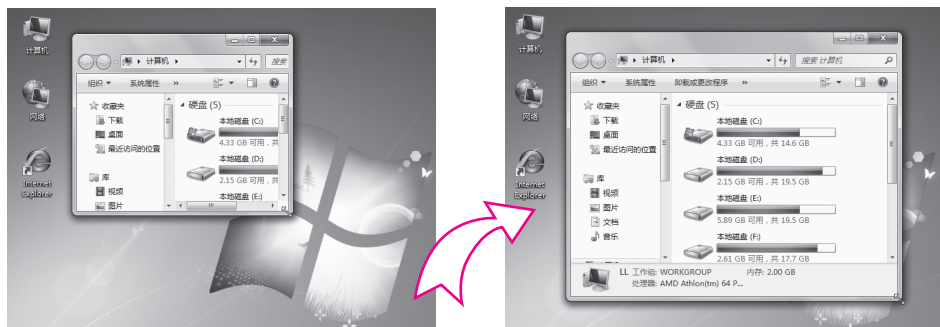 计算机
网络
Internet
Explorer
计算机
搜索
组织
系统属性
»
收藏夹
下载
桌面
最近访问的位置
库
视频
图片
硬盘 (5)
本地磁盘 (C:)
4.33 GB 可用，共
本地磁盘 (D:)
2.15 GB 可用，共
本地磁盘 (E:)
计算机
网络
Internet
Explorer
计算机
搜索 计算机
组织
系统属性
卸载或更改程序
»
收藏夹
下载
桌面
最近访问的位置
库
视频
图片
文档
音乐
硬盘 (5)
本地磁盘 (C:)
4.33 GB 可用，共 14.6 GB
本地磁盘 (D:)
2.15 GB 可用，共 19.5 GB
本地磁盘 (E:)
5.89 GB 可用，共 19.5 GB
本地磁盘 (F:)
2.61 GB 可用，共 17.7 GB
LL 工作组: WORKGROUP 内存: 2.00 GB
处理器: AMD Athlon(tm) 64 P...